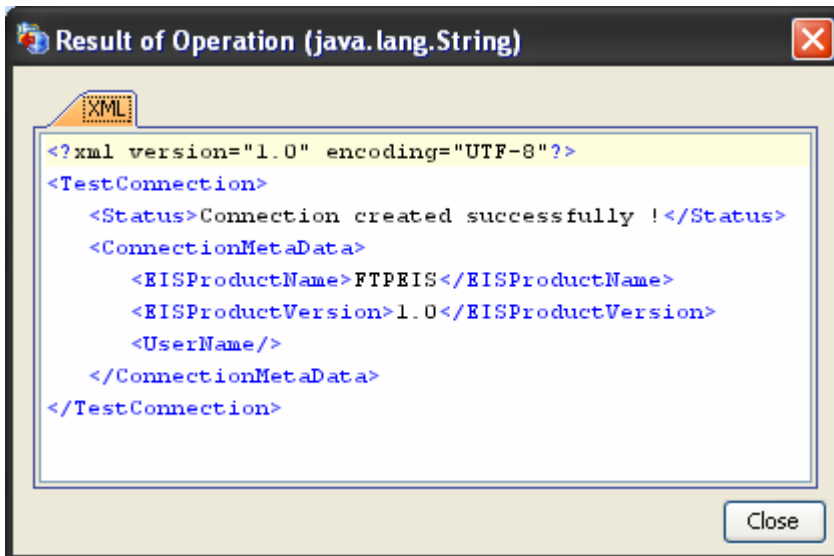 Result of Operation (java.lang.String)
XML
<?xml version="1.0" encoding="UTF-8"?>
<TestConnection>
<Status>Connection created successfully !</Status>
<ConnectionMetaData>
<EISProductName>FTPEIS</EISProductName>
<EISProductVersion>1.0</EISProductVersion>
<UserName/>
</ConnectionMetaData>
</TestConnection>
Close